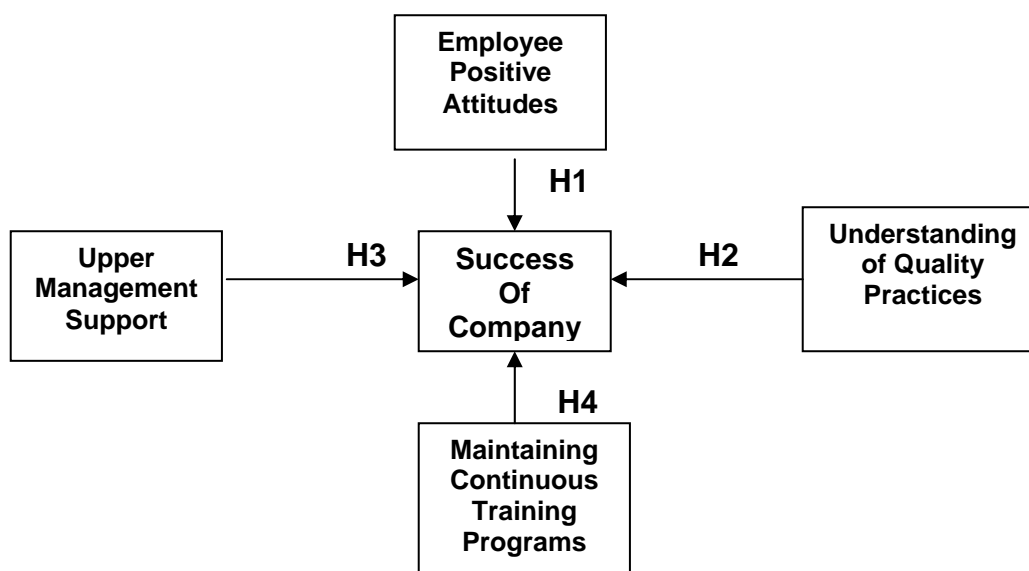 Employee
Positive
Attitudes
H1
Upper
Management
Support
H3
Success
Of
Company
H2
Understanding
of Quality
Practices
H4
Maintaining
Continuous
Training
Programs